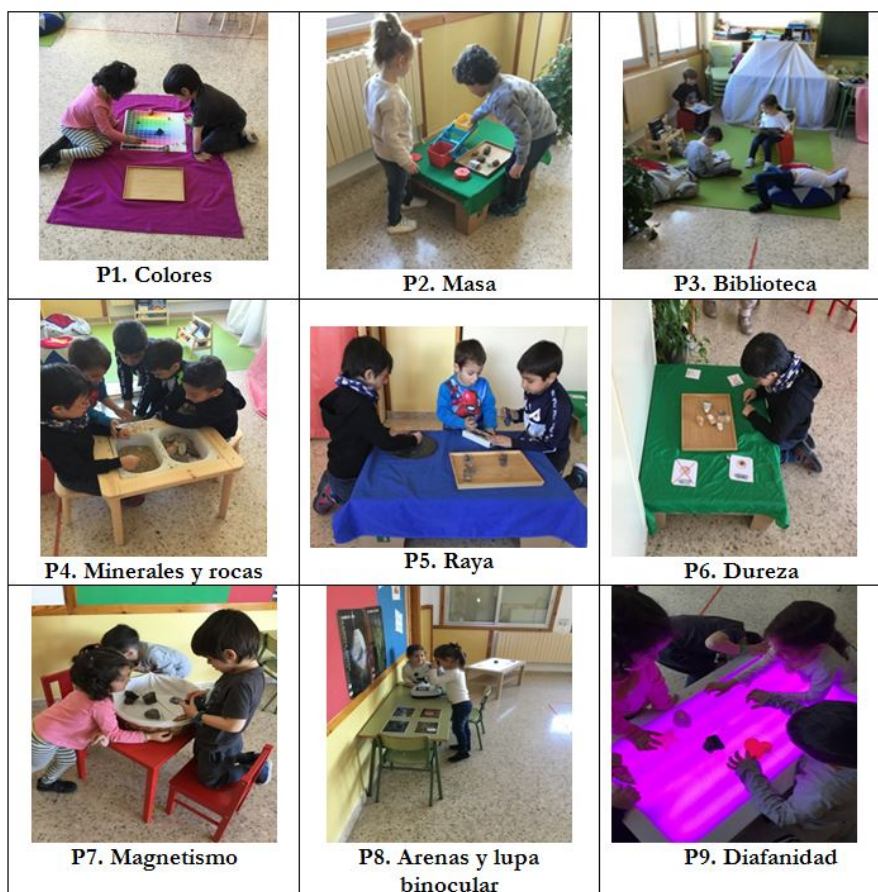 P1. Colores
P2. Masa
P3. Biblioteca
P4. Minerales y rocas
P5. Raya
P6. Dureza
P7. Magnetismo
P8. Arenas y lupa
binocular
P9. Diafanidad